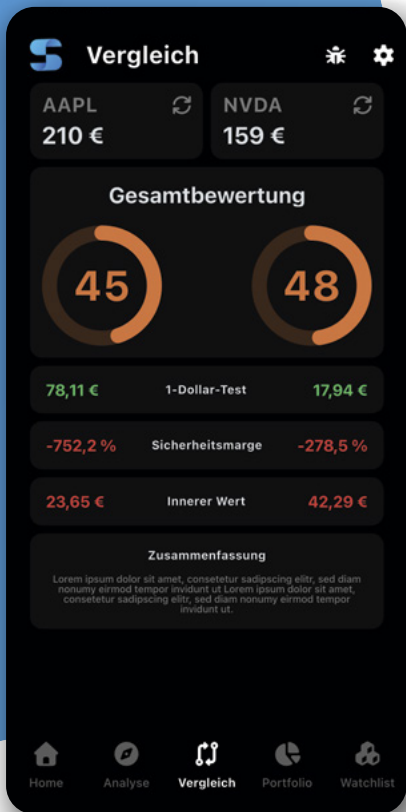 Vergleich
AAPL
210 €
NVDA
159 €
Gesamtbewertung
45
48
78,11 € 1-Dollar-Test 17,94 €
-752,2 % Sicherheitsmarge -278,5 %
23,65 € Innerer Wert 42,29 €
Zusammenfassung
Lorem ipsum dolor sit amet, consetetur sadipscing elitr, sed diam
nonumy eirmod tempor invidunt ut Lorem ipsum dolor sit amet,
consetetur sadipscing elitr, sed diam nonumy eirmod tempor
invidunt ut.
Home Analyse Vergleich Portfolio Watchlist